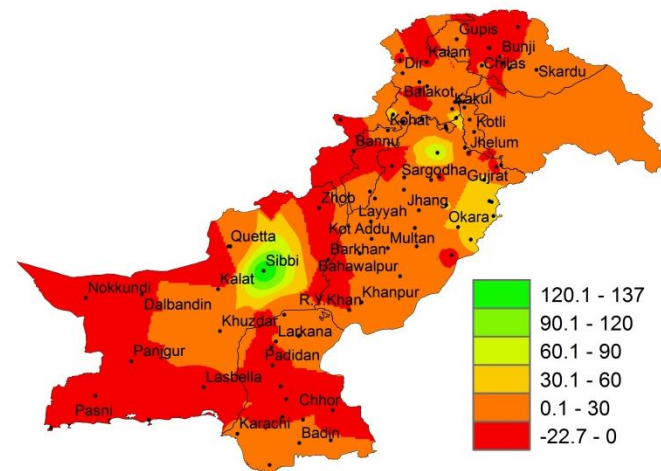 Gupis
Kalam
Bunji
Dir
Chilas
Skardu
Balakot
Kakul
Kohat
Kotli
Bannu
Jhelum
Sargodha
Gujrat
Zhob
Jhang
Layyah
Okara
Kot Addu
Quetta
Multan
Barkhan
Sibbi
Bahawalpur
Kalat
Nokkundi
Dalbandin
R.Y.Khan
Khanpur
Khuzdar
Larkana
Panjgur
Padidan
Lasbella
Chhor
Pasni
Karachi
Badin
120.1 - 137
90.1 - 120
60.1 - 90
30.1 - 60
0.1 - 30
-22.7 - 0